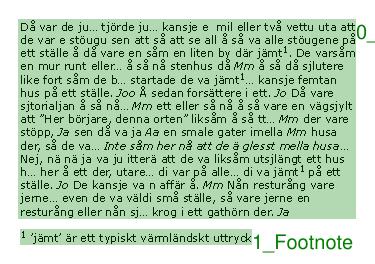 Då var de ju... tjörde ju... kansje e mil eller två vettu uta att
de var e stöugu sen att så att se all å så va alle stöugene på
ett ställe å då vare en såm en liten by där jämt¹. De varsåm
en mur runt eller... å så nå stenhus då Mm å så då sjlutere
like fort såm de b... startade de va jämt¹... kansje femtan
hus på ett ställe. Joo Å sedan forsättere i ett. Jo Då vare
sjtorialjan å så nå... Mm ett eller så nå å så vare en vägsjylt
att "Her börjare, denna orten" liksåm å så tt... Mm der vare
stöpp, Ja sen då va ja Aa en smale gater imella Mm husa
der, så de va... Inte såm her nå att de ä glesst mella husa...
Nej, nä nä ja va ju itterä att de va liksåm utsjlängt ett hus
h... her å ett der, utare... di var på alle... di va jämt¹ på ett
ställe. Jo De kansje va n affär å. Mm Nån resturång vare
jerne... even de va väldi små ställe, så vare jerne en
resturång eller nån sj... krog i ett gathörn der. Ja
¹ 'jämt' är ett typiskt värmländskt uttryck
0_
1_Footnote